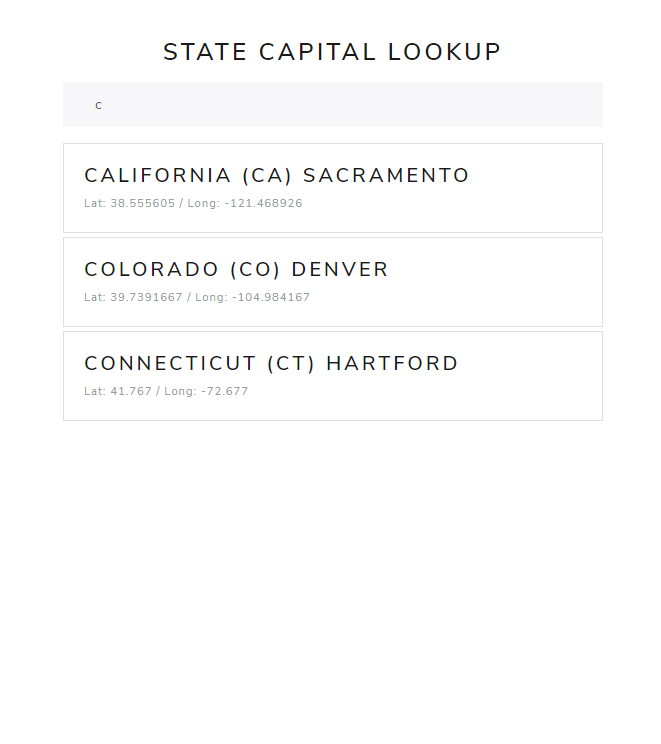 STATE CAPITAL LOOKUP
c
CALIFORNIA (CA) SACRAMENTO
Lat: 38.555605 / Long: -121.468926
COLORADO (CO) DENVER
Lat: 39.7391667 / Long: -104.984167
CONNECTICUT (CT) HARTFORD
Lat: 41.767 / Long: -72.677